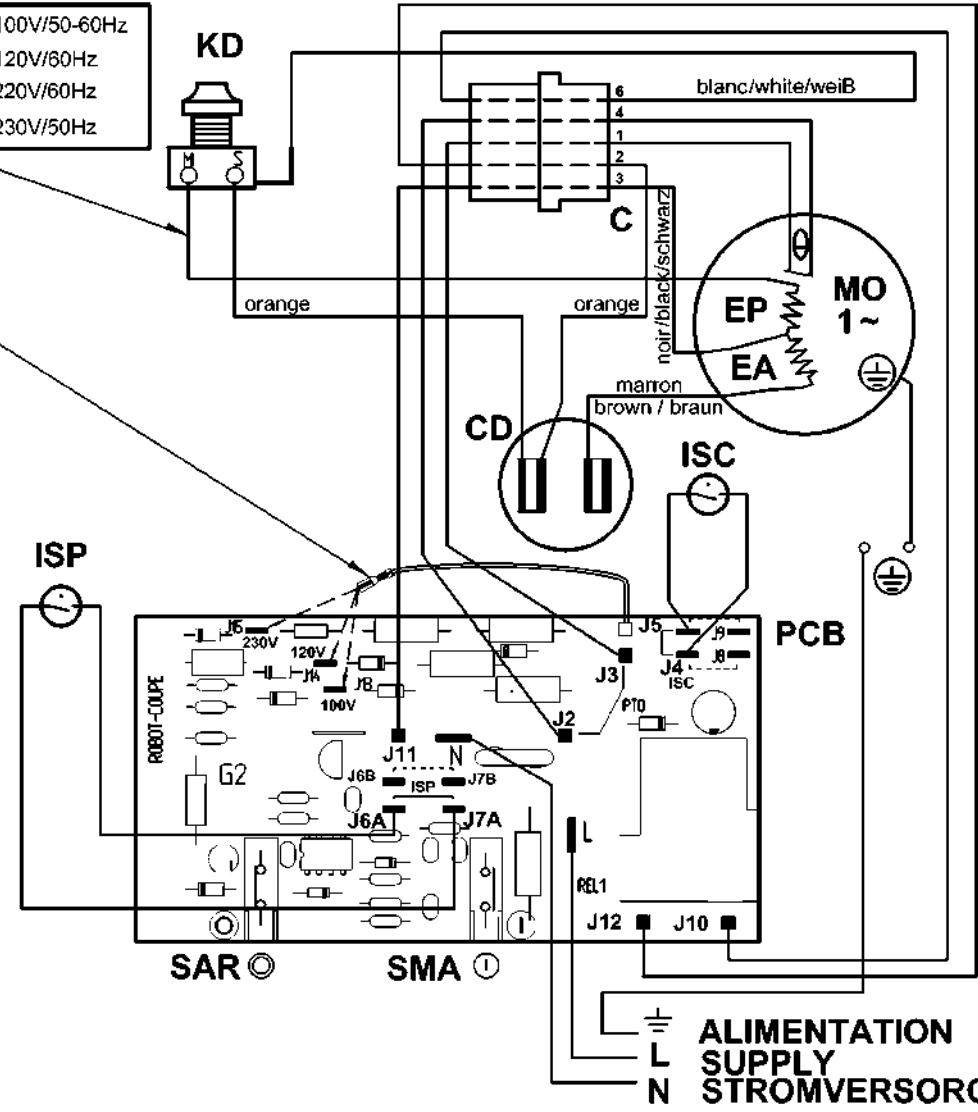 100V/50-60Hz
120V/60Hz
220V/60Hz
230V/50Hz
KD
M S
6
4
1
2
3
blanc/white/weiB
C
noir/black/schwarz
orange
orange
EP
EA
MO
1~
marron
brown / braun
CD
ISC
ISP
PCB
J15
230V
120V
J1A
J1B
100V
J5
J9
J4
J8
ISC
J3
PTO
J2
ROBOT-COUPE
G2
J11
N
J6B
ISP
J7B
J6A
J7A
L
REL1
J12
J10
SAR
SMA
ALIMENTATION
L SUPPLY
N STROMVERSORG